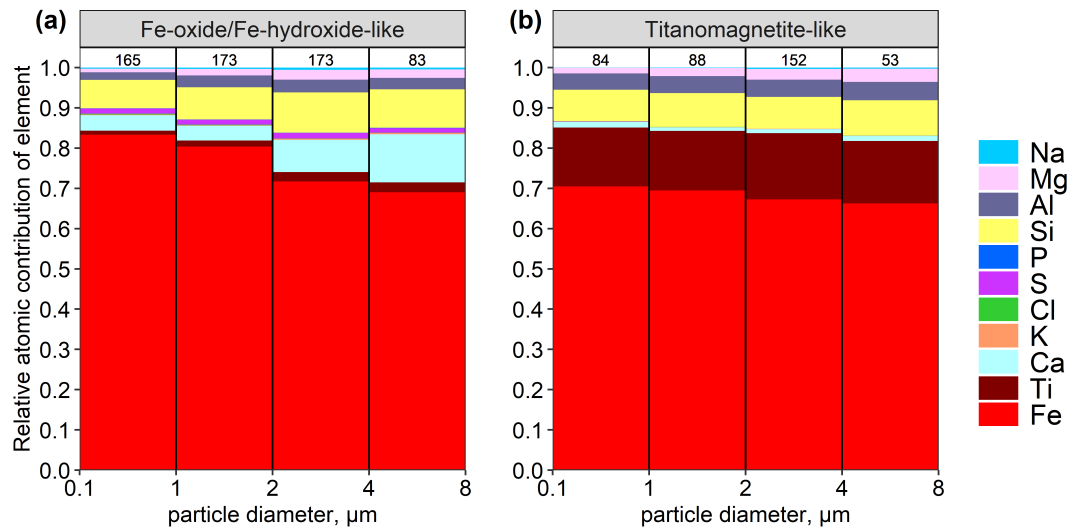 (a)
Fe-oxide/Fe-hydroxide-like
165 173 173 83
Relative atomic contribution of element
1.0
0.9
0.8
0.7
0.6
0.5
0.4
0.3
0.2
0.1
0.0
0.1 1 2 4 8
particle diameter, µm
(b)
Titanomagnetite-like
84 88 152 53
1.0
0.9
0.8
0.7
0.6
0.5
0.4
0.3
0.2
0.1
0.0
0.1 1 2 4 8
particle diameter, µm
Na
Mg
Al
Si
P
S
Cl
K
Ca
Ti
Fe